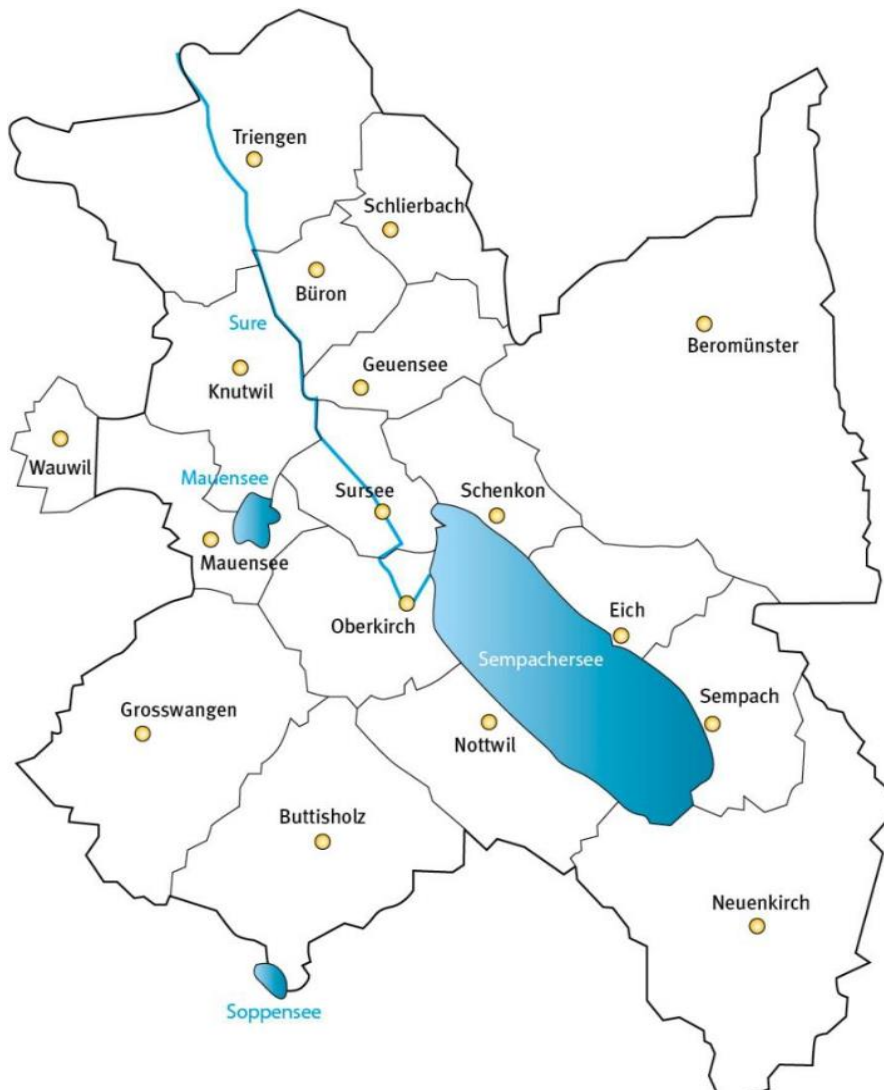 Triengen
Schlierbach
Büron
Sure
Beromünster
Geuensee
Knutwil
Wauwil
Mauensee
Sursee
Schenkon
Mauensee
Eich
Oberkirch
Sempachersee
Grosswangen
Sempach
Nottwil
Buttisholz
Neuenkirch
Soppensee